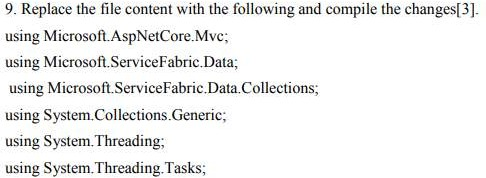 9. Replace the file content with the following and compile the changes[3].
using Microsoft.AspNetCore.Mvc;
using Microsoft.ServiceFabric.Data;
using Microsoft.ServiceFabric.Data.Collections;
using System.Collections.Generic;
using System.Threading;
using System.Threading.Tasks;